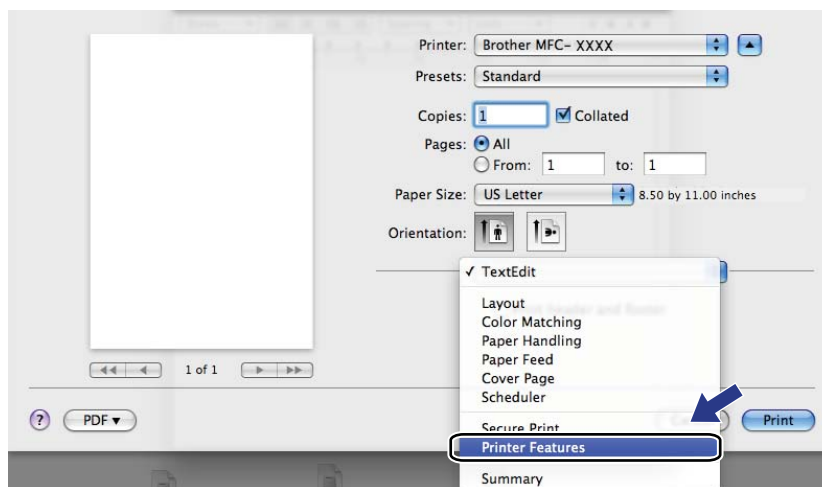 Printer: Brother MFC- XXXX
Presets: Standard
Copies: 1 Collated
Pages: All
From: 1 to: 1
Paper Size: US Letter 8.50 by 11.00 inches
Orientation:
✓ TextEdit
Layout
Color Matching
Paper Handling
Paper Feed
Cover Page
Scheduler
Secure Print
Printer Features
Summary
1 of 1
? PDF▼ Print